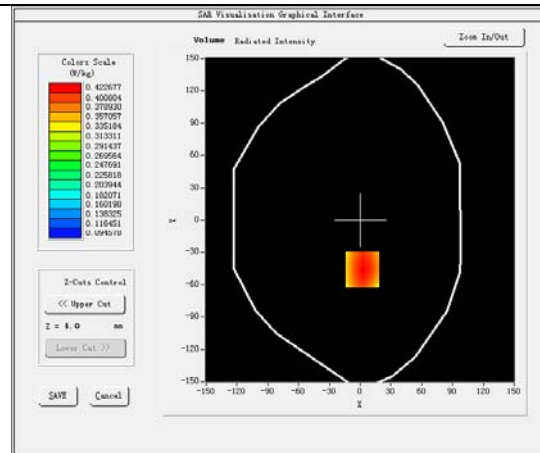 SAR Visualisation Graphical Interface
Volume Radiated Intensity
Zoom In/Out
Colors Scale
(W/kg)
0.422677
0.400804
0.378930
0.357057
0.335184
0.313311
0.291437
0.269564
0.247691
0.225818
0.203944
0.182071
0.160198
0.138325
0.116451
0.094578
150
120
90
60
30
0
-30
-60
-90
-120
-150
Y
-150 -120 -90 -60 -30 0 30 60 90 120 150
X
Z-Cuts Control
<< Upper Cut
Z = 4.0 mm
Lower Cut >>
SAVE Cancel